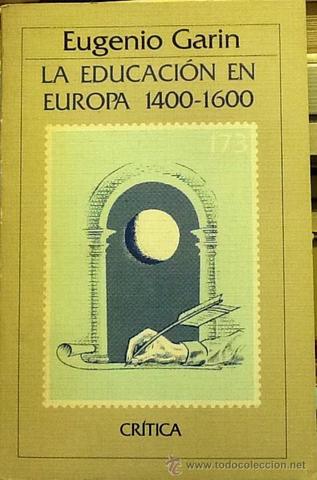 Eugenio Garin
LA EDUCACIÓN EN
EUROPA 1400-1600
173
CRÍTICA
© www.todocoleccion.net